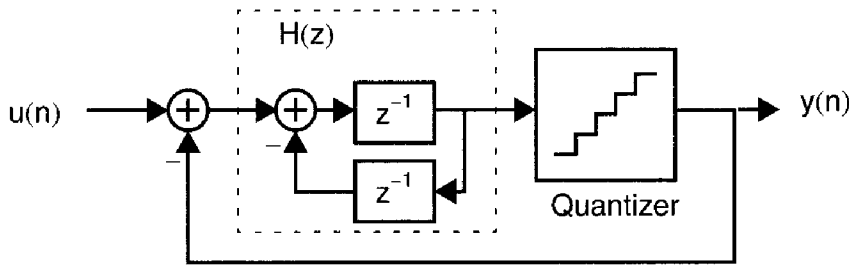 H(z)
u(n)
+
+
z⁻¹
y(n)
−
−
z⁻¹
Quantizer